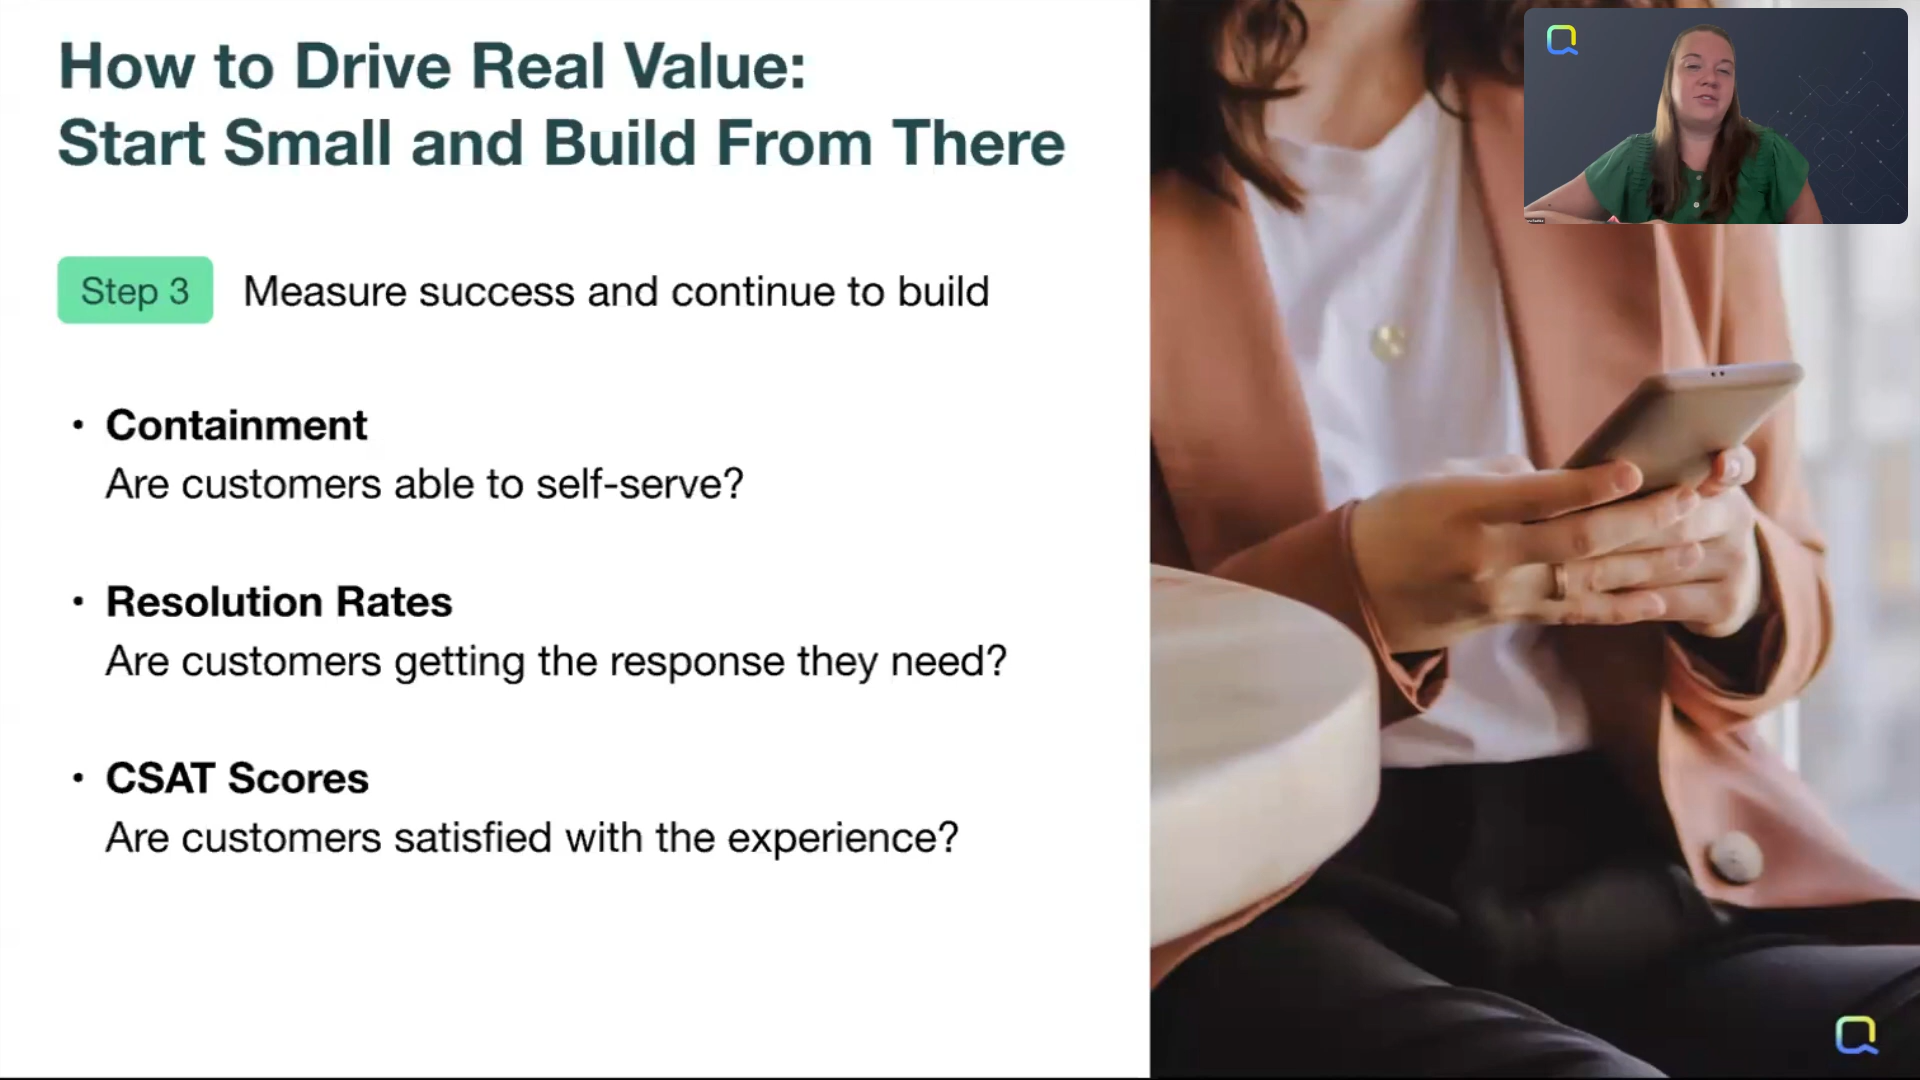 How to Drive Real Value:
Start Small and Build From There
Step 3 Measure success and continue to build
• Containment
Are customers able to self-serve?
• Resolution Rates
Are customers getting the response they need?
• CSAT Scores
Are customers satisfied with the experience?